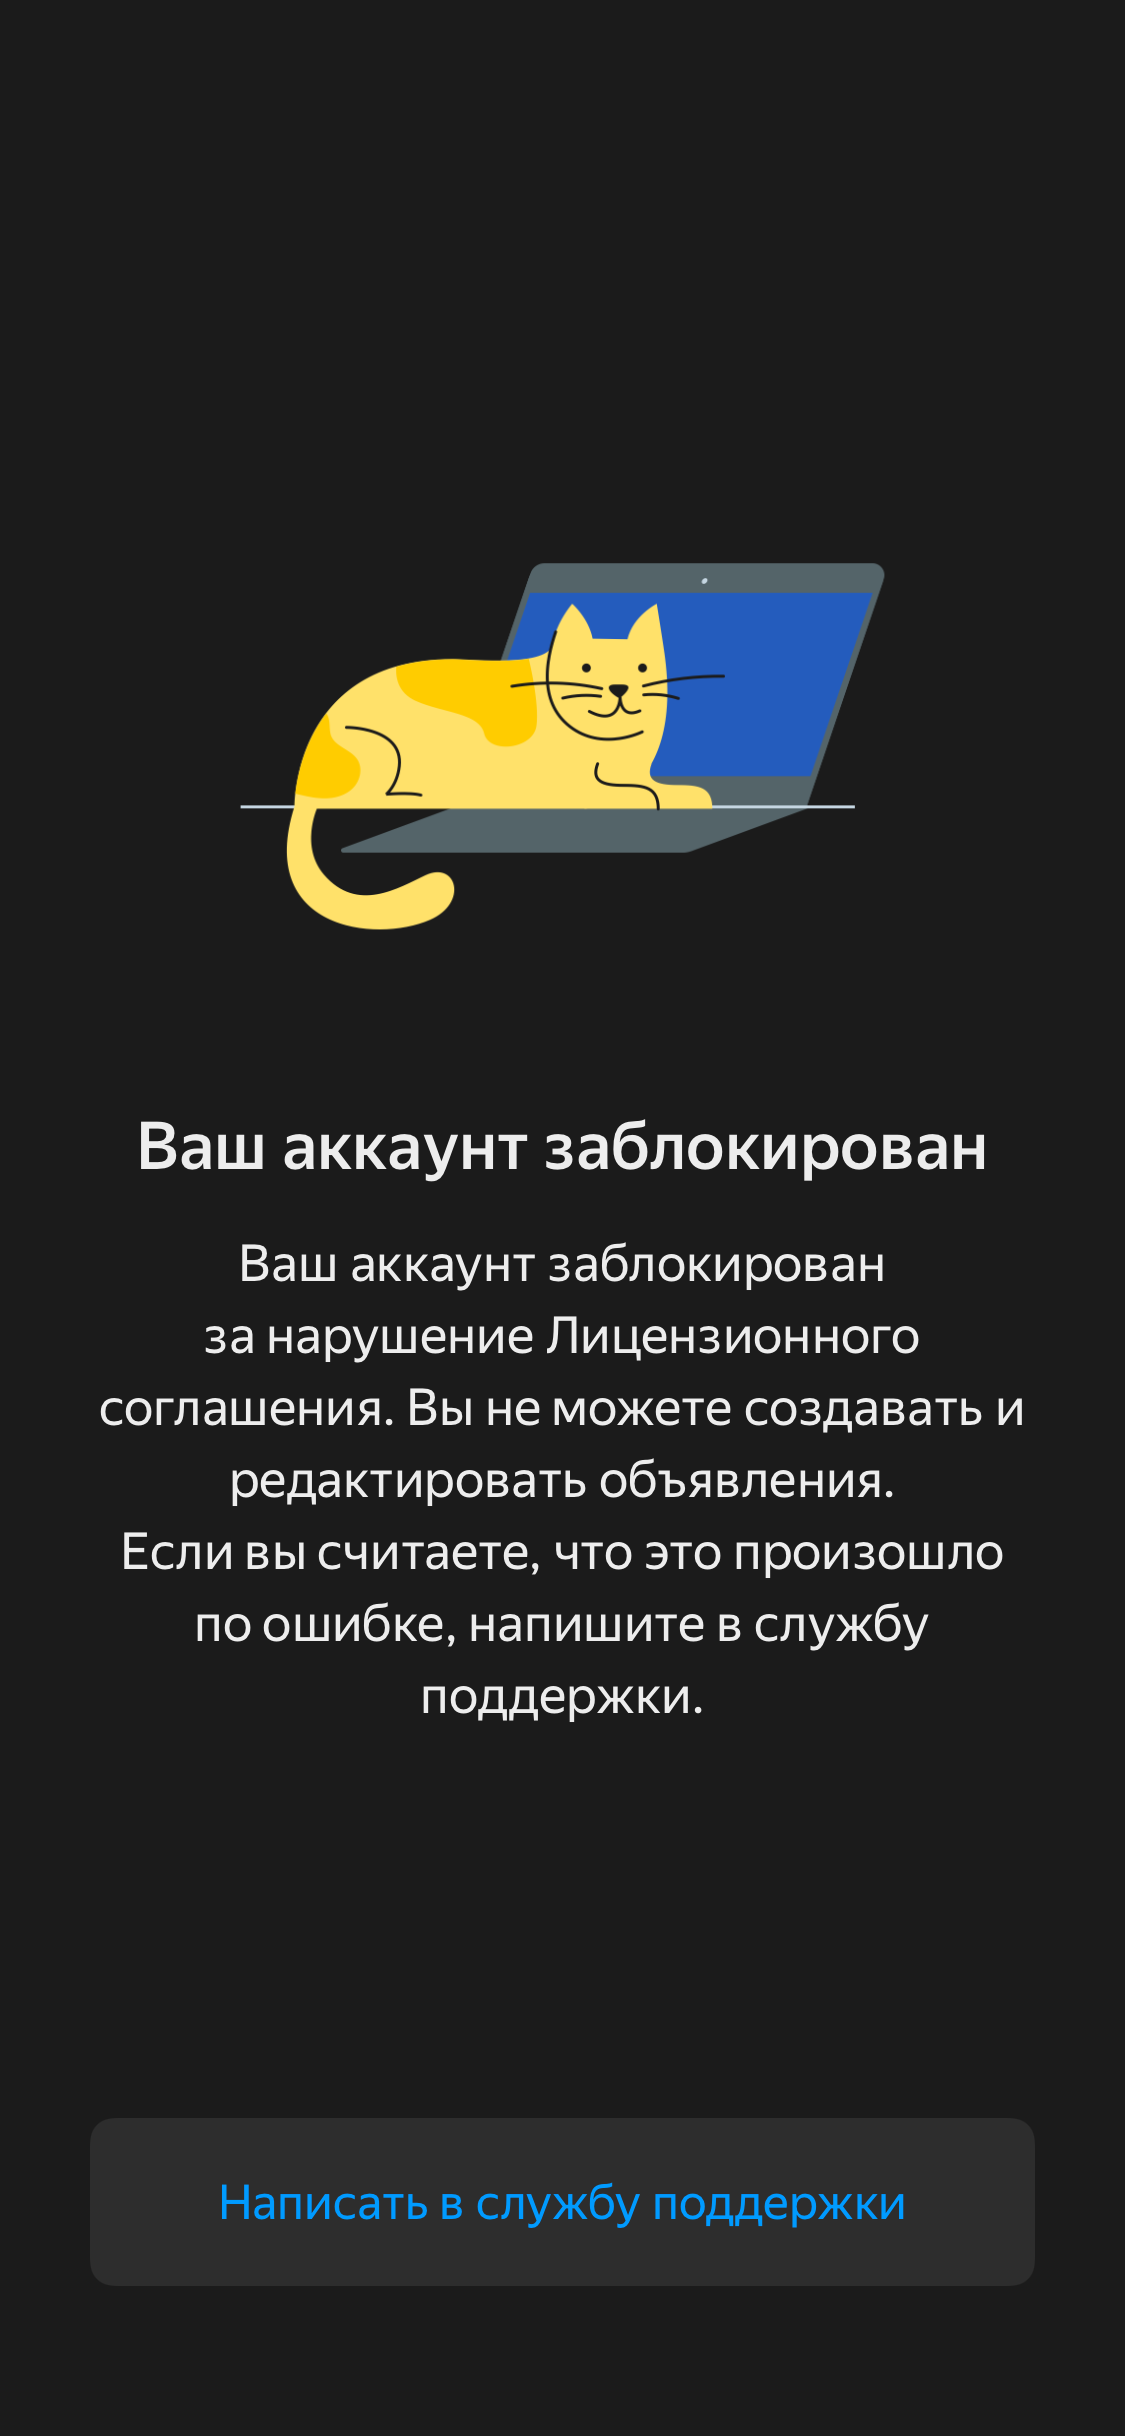 Ваш аккаунт заблокирован
Ваш аккаунт заблокирован
за нарушение Лицензионного
соглашения. Вы не можете создавать и
редактировать объявления.
Если вы считаете, что это произошло
по ошибке, напишите в службу
поддержки.
Написать в службу поддержки